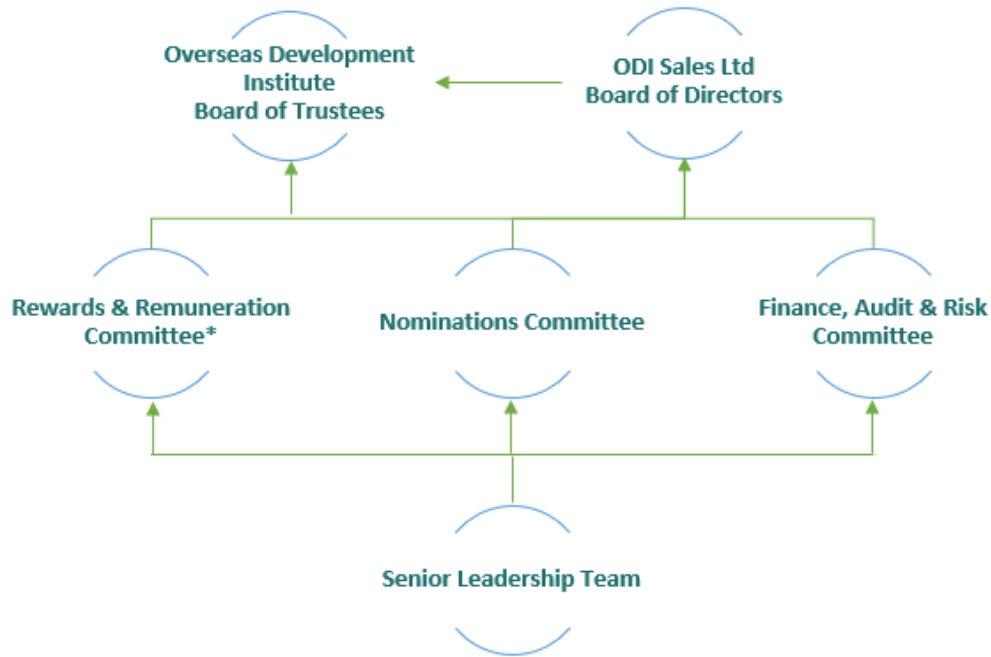 Overseas Development
Institute
Board of Trustees
ODI Sales Ltd
Board of Directors
Rewards & Remuneration
Committee*
Nominations Committee
Finance, Audit & Risk
Committee
Senior Leadership Team